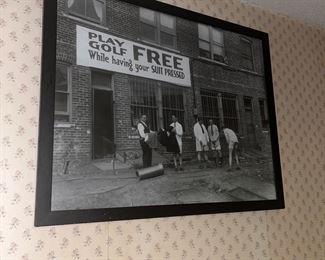 PLAY
GOLF FREE
While having your SUIT PRESSED